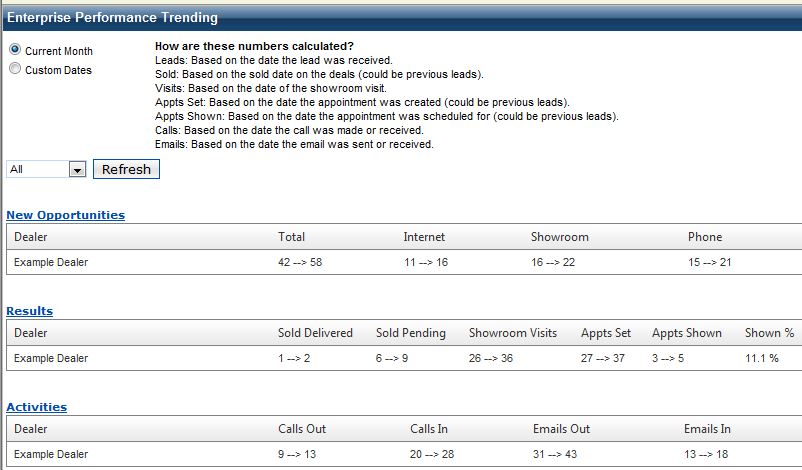 Enterprise Performance Trending
Current Month
Custom Dates
How are these numbers calculated?
Leads: Based on the date the lead was received.
Sold: Based on the sold date on the deals (could be previous leads).
Visits: Based on the date of the showroom visit.
Appts Set: Based on the date the appointment was created (could be previous leads).
Appts Shown: Based on the date the appointment was scheduled for (could be previous leads).
Calls: Based on the date the call was made or received.
Emails: Based on the date the email was sent or received.
All Refresh
New Opportunities
Dealer Total Internet Showroom Phone
Example Dealer 42 --> 58 11 --> 16 16 --> 22 15 --> 21
Results
Dealer Sold Delivered Sold Pending Showroom Visits Appts Set Appts Shown Shown %
Example Dealer 1 --> 2 6 --> 9 26 --> 36 27 --> 37 3 --> 5 11.1 %
Activities
Dealer Calls Out Calls In Emails Out Emails In
Example Dealer 9 --> 13 20 --> 28 31 --> 43 13 --> 18